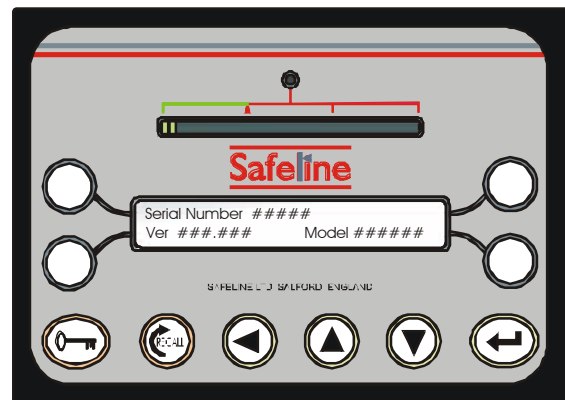 Safeline
Serial Number #####
Ver ###.### Model ######
SAFELINE LTD SALFORD ENGLAND
RECALL